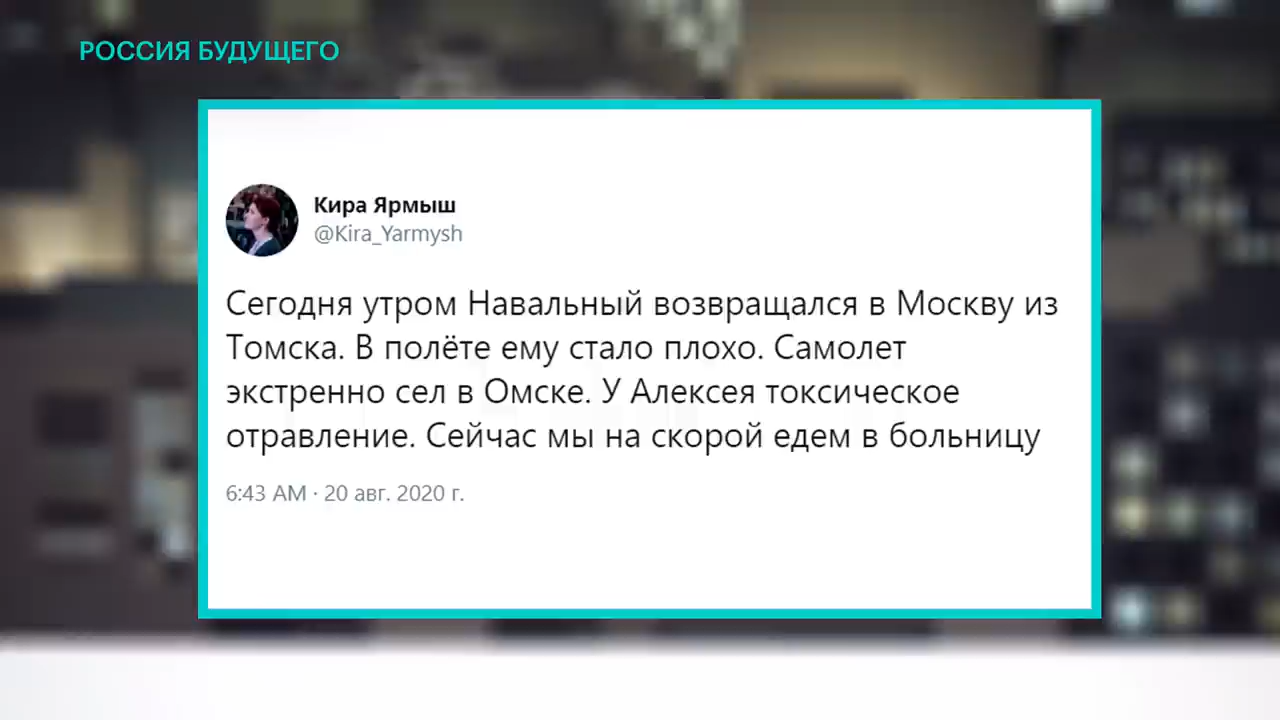 РОССИЯ БУДУЩЕГО
Кира Ярмыш
@Kira_Yarmysh
Сегодня утром Навальный возвращался в Москву из
Томска. В полёте ему стало плохо. Самолет
экстренно сел в Омске. У Алексея токсическое
отравление. Сейчас мы на скорой едем в больницу
6:43 AM · 20 авг. 2020 г.